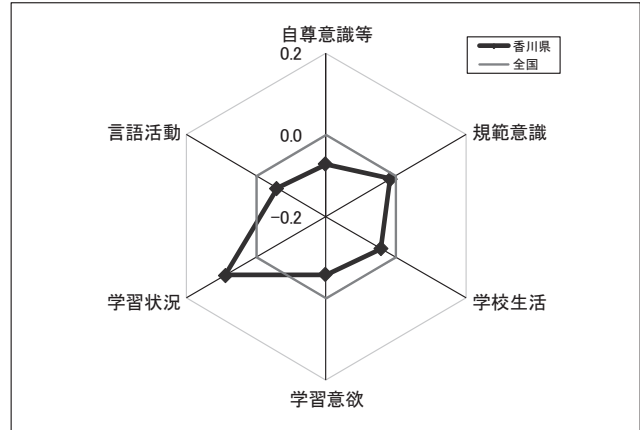 自尊意識等
0.2
香川県
全国
言語活動
0.0
規範意識
−0.2
学習状況
学校生活
学習意欲